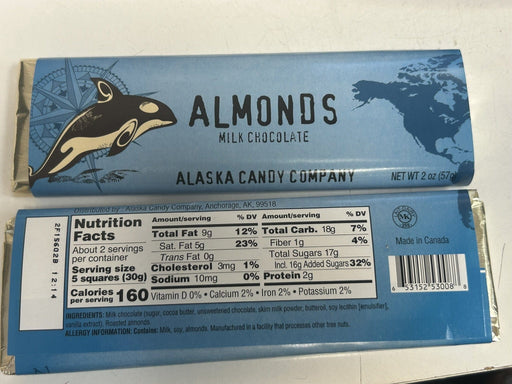 ALMONDS
MILK CHOCOLATE
ALASKA CANDY COMPANY
NET WT 2 oz (57g)
Distributed by: Alaska Candy Company, Anchorage, AK, 99518
2F15602B 12:14
Nutrition Facts
About 2 servings per container
Serving size
5 squares (30g)
Calories per serving 160
Amount/serving % DV
Total Fat 9g 12%
Sat. Fat 5g 23%
Trans Fat 0g
Cholesterol 3mg 1%
Sodium 10mg 0%
Amount/serving % DV
Total Carb. 18g 7%
Fiber 1g 4%
Total Sugars 17g
Incl. 16g Added Sugars 32%
Protein 2g
Vitamin D 0% • Calcium 2% • Iron 2% • Potassium 2%
INGREDIENTS: Milk chocolate (sugar, cocoa butter, unsweetened chocolate, skim milk powder, butteroil, soy lecithin [emulsifier], vanilla extract). Roasted almonds.
ALLERGY INFORMATION: Contains: Milk, soy, almonds. Manufactured in a facility that processes other tree nuts.
MK
Made in Canada
6 53152 53008 8